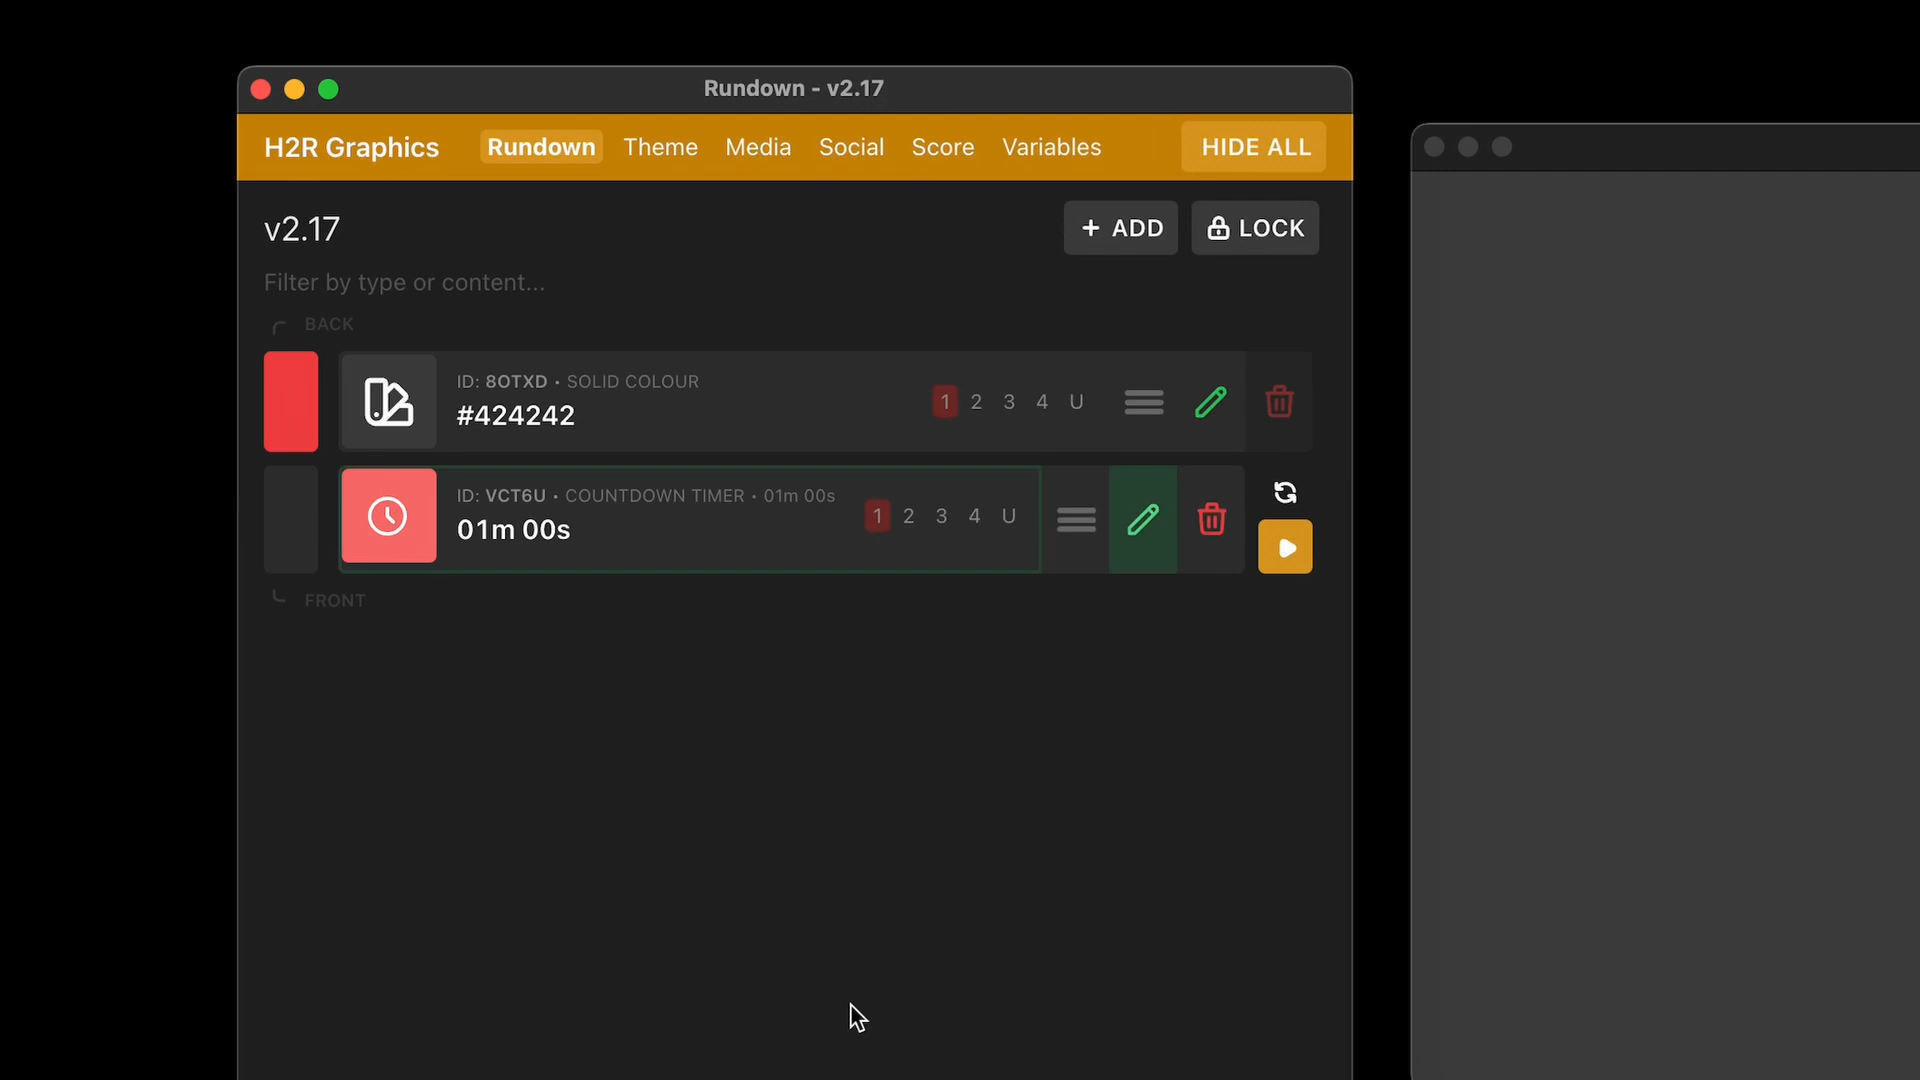 Rundown - v2.17
H2R Graphics Rundown Theme Media Social Score Variables HIDE ALL
v2.17 + ADD LOCK
Filter by type or content...
BACK
ID: 8OTXD • SOLID COLOUR
#424242
1 2 3 4 U
ID: VCT6U • COUNTDOWN TIMER • 01m 00s
01m 00s
1 2 3 4 U
FRONT